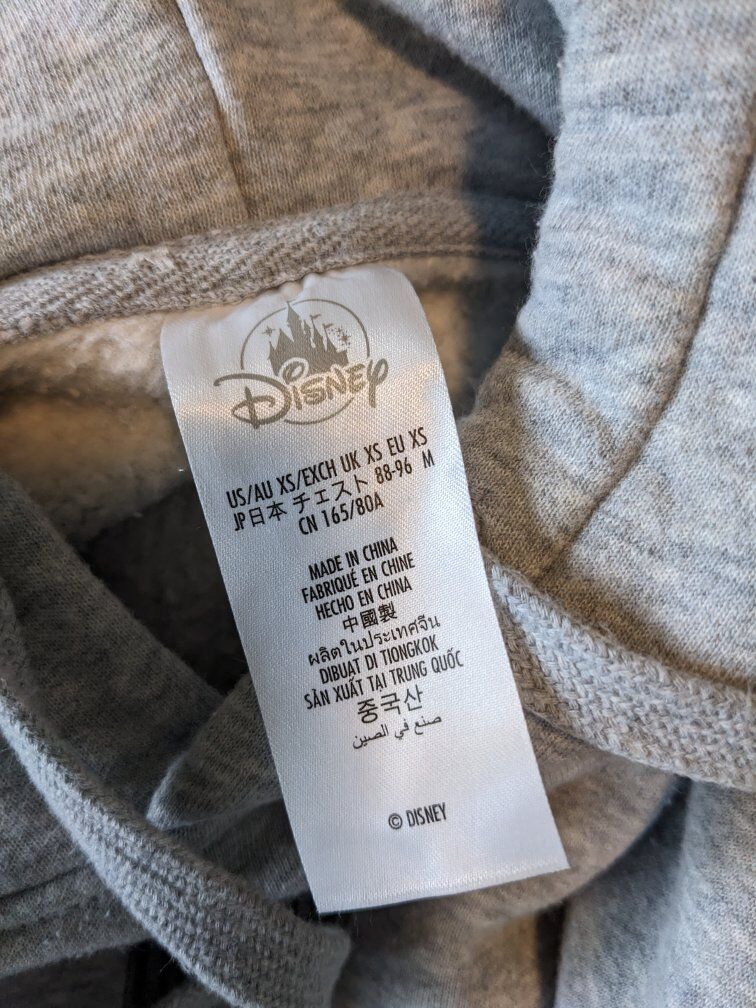 Disney
US/AU XS/EXCH UK XS EU XS
JP日本 チェスト 88-96 M
CN 165/80A
MADE IN CHINA
FABRIQUÉ EN CHINE
HECHO EN CHINA
中國製
ผลิตในประเทศจีน
DIBUAT DI TIONGKOK
SẢN XUẤT TẠI TRUNG QUỐC
중국산
صنع في الصين
© DISNEY